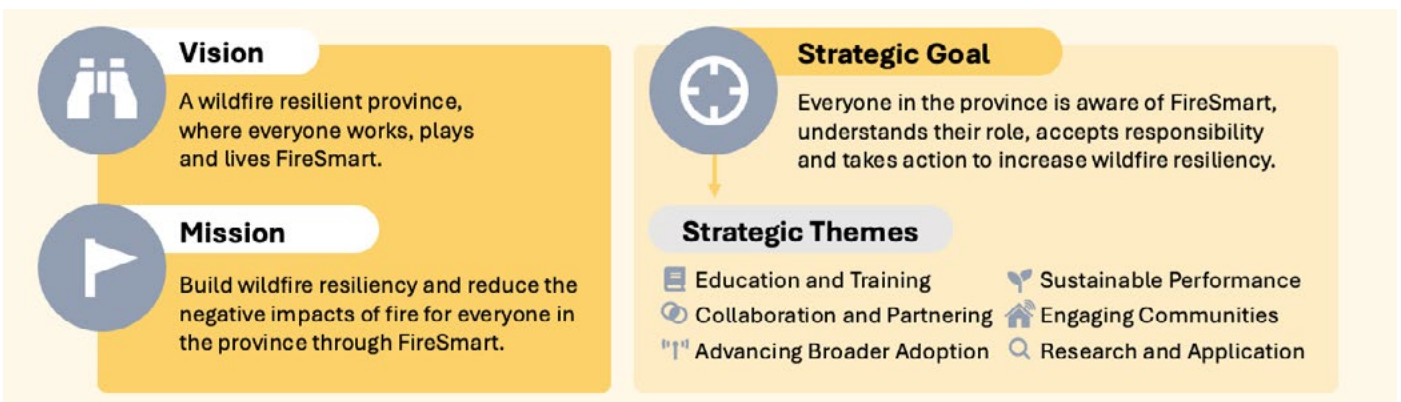 Vision
A wildfire resilient province,
where everyone works, plays
and lives FireSmart.
Mission
Build wildfire resiliency and reduce the
negative impacts of fire for everyone in
the province through FireSmart.
Strategic Goal
Everyone in the province is aware of FireSmart,
understands their role, accepts responsibility
and takes action to increase wildfire resiliency.
Strategic Themes
Education and Training
Collaboration and Partnering
Advancing Broader Adoption
Sustainable Performance
Engaging Communities
Research and Application